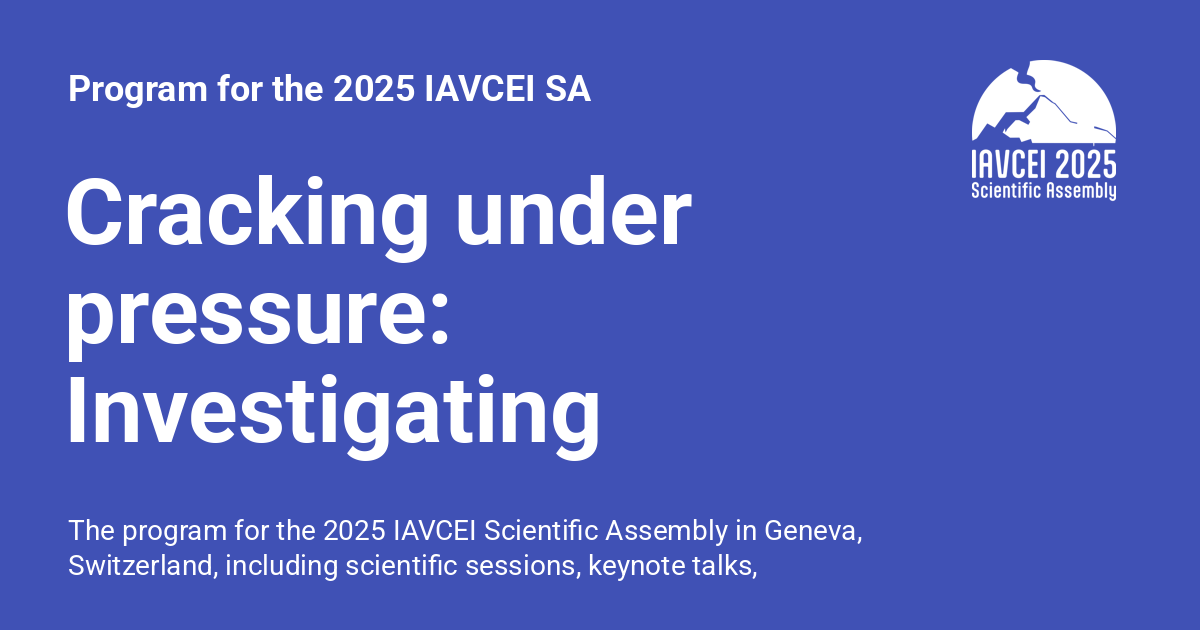 Program for the 2025 IAVCEI SA
IAVCEI 2025
Scientific Assembly
Cracking under
pressure:
Investigating
The program for the 2025 IAVCEI Scientific Assembly in Geneva,
Switzerland, including scientific sessions, keynote talks,